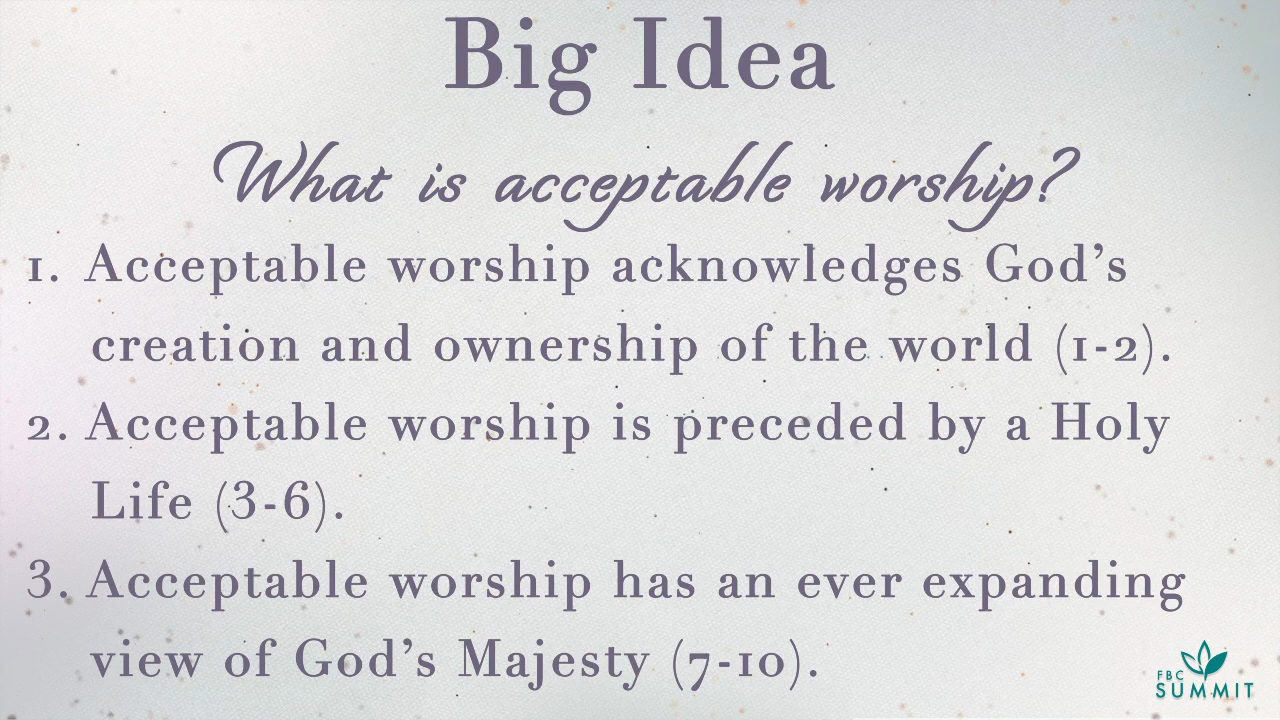 Big Idea
What is acceptable worship?
1. Acceptable worship acknowledges God’s
creation and ownership of the world (1-2).
2. Acceptable worship is preceded by a Holy
Life (3-6).
3. Acceptable worship has an ever expanding
view of God’s Majesty (7-10).
FBC
SUMMIT